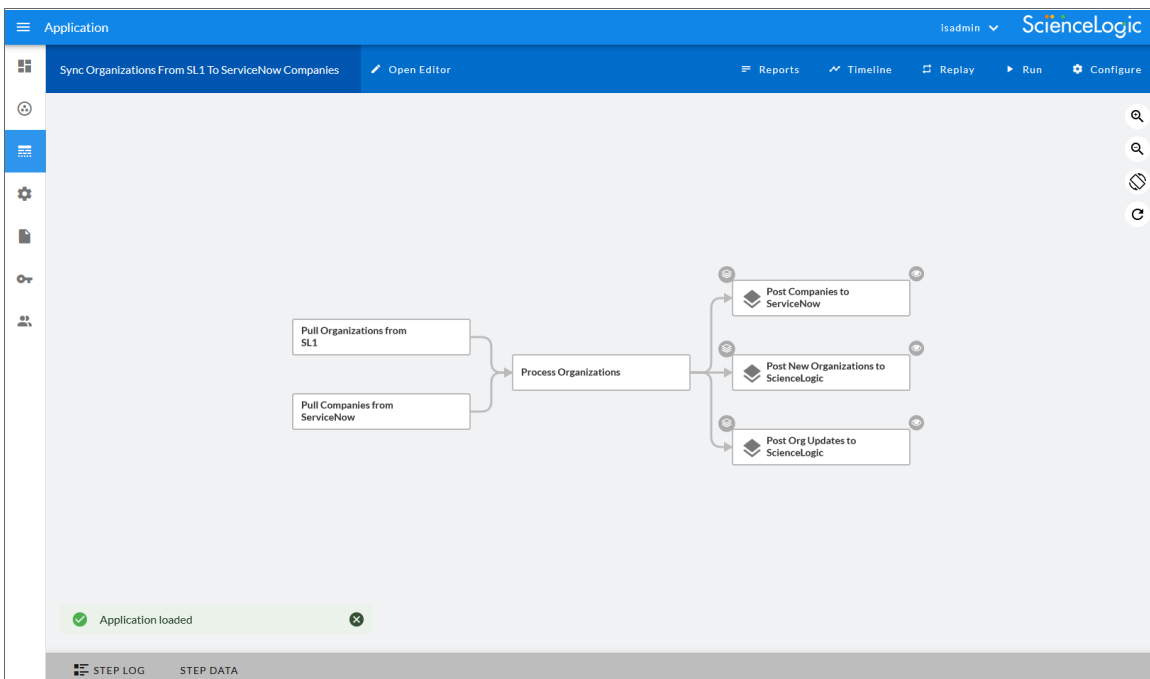 Application
isadmin
ScienceLogic
Sync Organizations From SL1 To ServiceNow Companies
Open Editor
Reports
Timeline
Replay
Run
Configure
Pull Organizations from
SL1
Pull Companies from
ServiceNow
Process Organizations
Post Companies to
ServiceNow
Post New Organizations to
ScienceLogic
Post Org Updates to
ScienceLogic
Application loaded
STEP LOG
STEP DATA